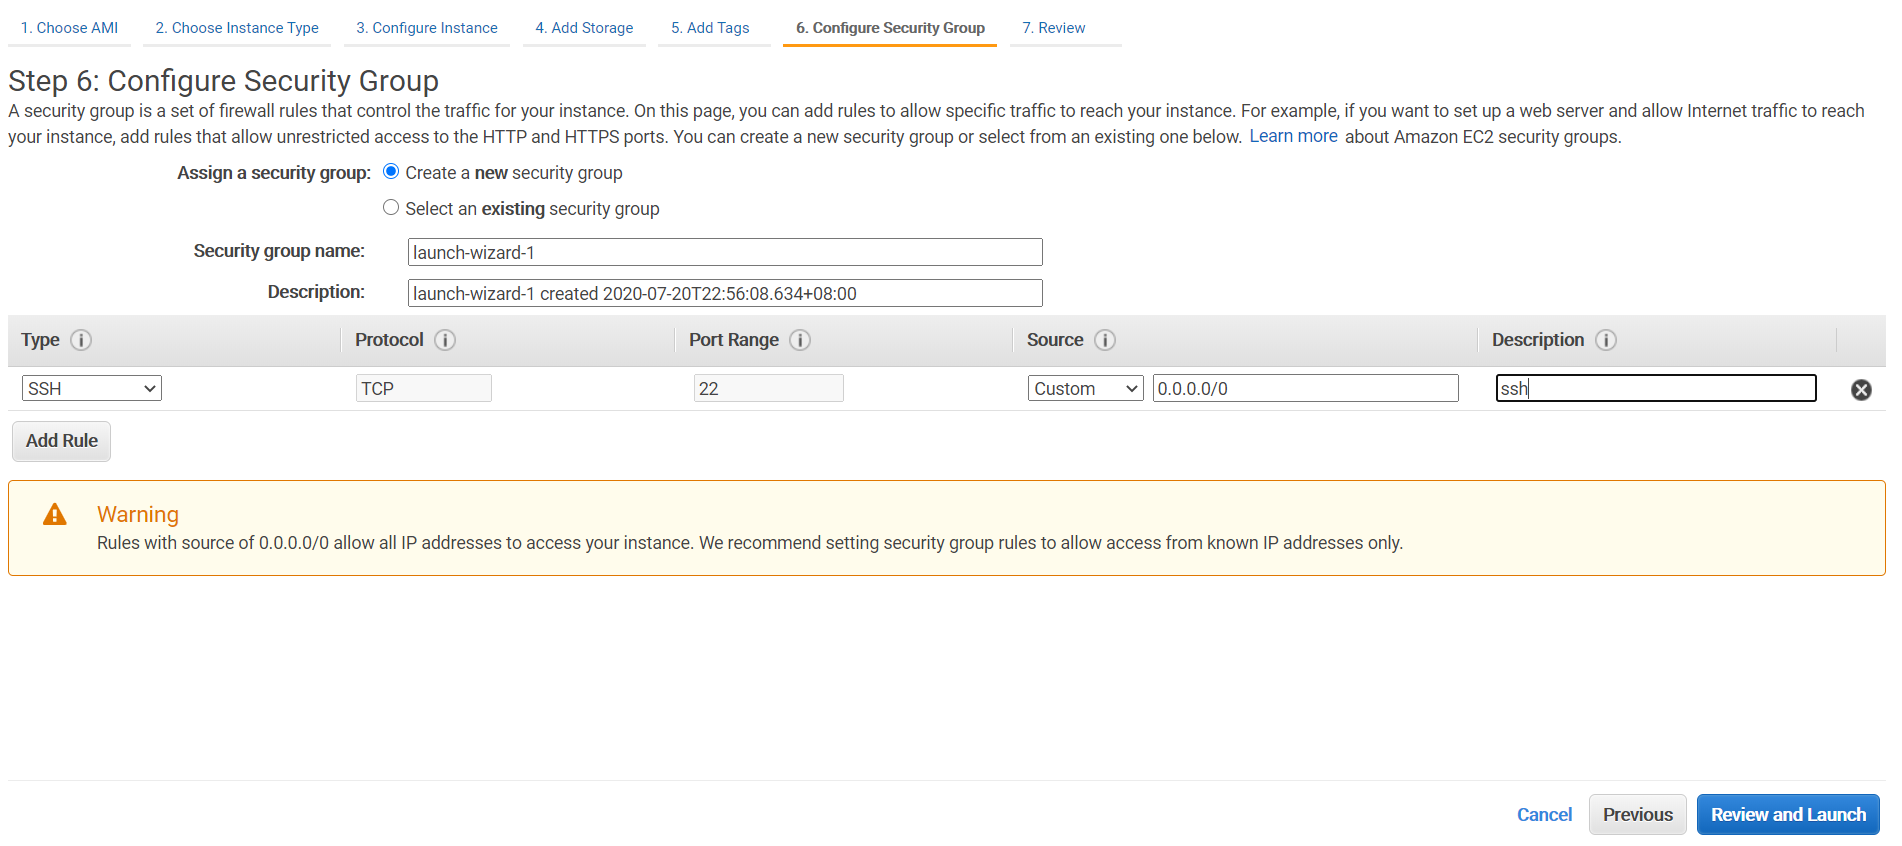 1. Choose AMI 2. Choose Instance Type 3. Configure Instance 4. Add Storage 5. Add Tags 6. Configure Security Group 7. Review
Step 6: Configure Security Group
A security group is a set of firewall rules that control the traffic for your instance. On this page, you can add rules to allow specific traffic to reach your instance. For example, if you want to set up a web server and allow Internet traffic to reach
your instance, add rules that allow unrestricted access to the HTTP and HTTPS ports. You can create a new security group or select from an existing one below. Learn more about Amazon EC2 security groups.
Assign a security group: Create a new security group
Select an existing security group
Security group name: launch-wizard-1
Description: launch-wizard-1 created 2020-07-20T22:56:08.634+08:00
Type i Protocol i Port Range i Source i Description i
SSH TCP 22 Custom 0.0.0.0/0 ssh
Add Rule
Warning
Rules with source of 0.0.0.0/0 allow all IP addresses to access your instance. We recommend setting security group rules to allow access from known IP addresses only.
Cancel Previous Review and Launch